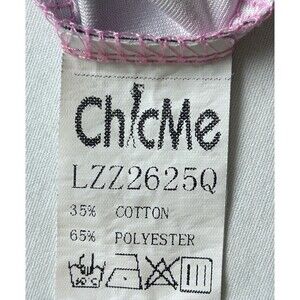 ChicMe
LZZ2625Q
35% COTTON
65% POLYESTER